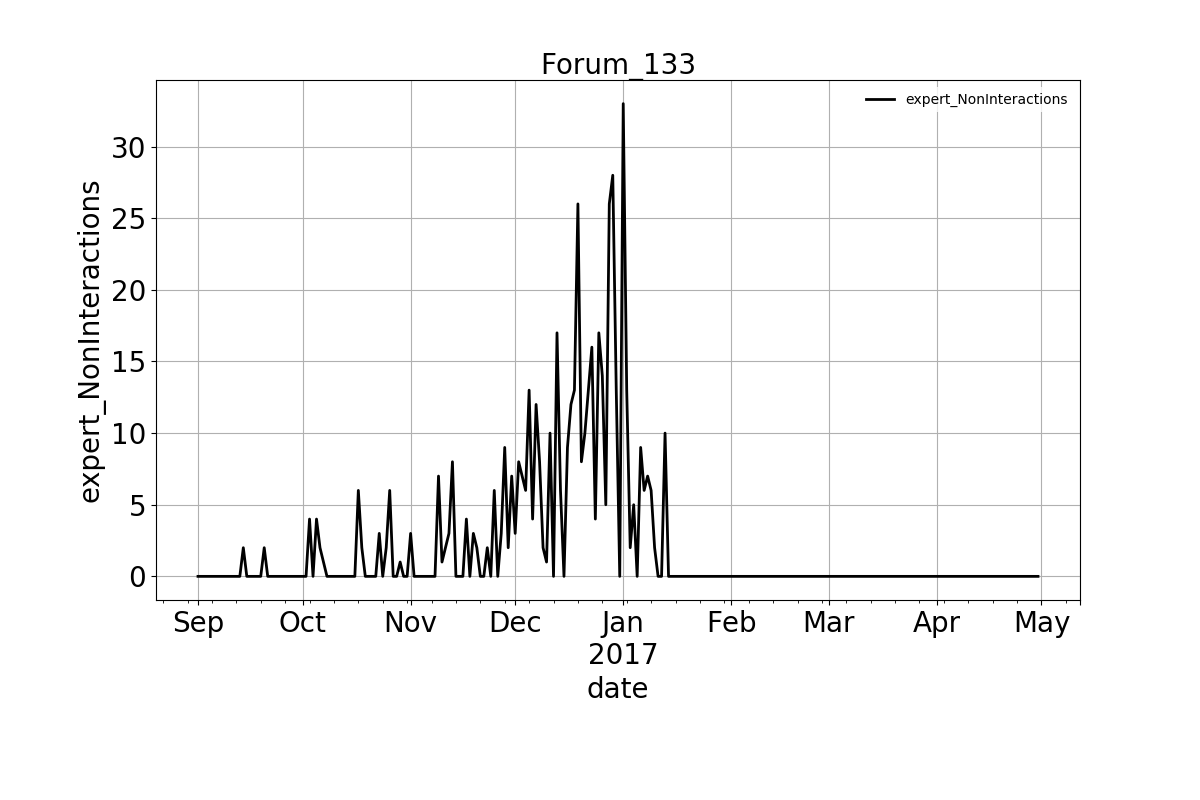 Forum_133
expert_NonInteractions
expert_NonInteractions
30
25
20
15
10
5
0
Sep Oct Nov Dec Jan Feb Mar Apr May
2017
date